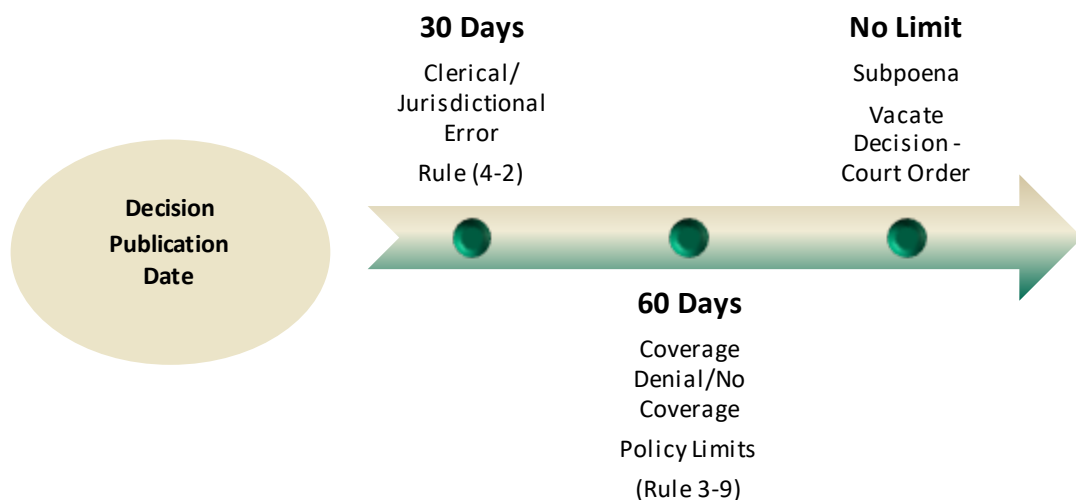 Decision
Publication
Date
30 Days
Clerical/
Jurisdictional
Error
Rule (4-2)
60 Days
Coverage
Denial/No
Coverage
Policy Limits
(Rule 3-9)
No Limit
Subpoena
Vacate
Decision -
Court Order